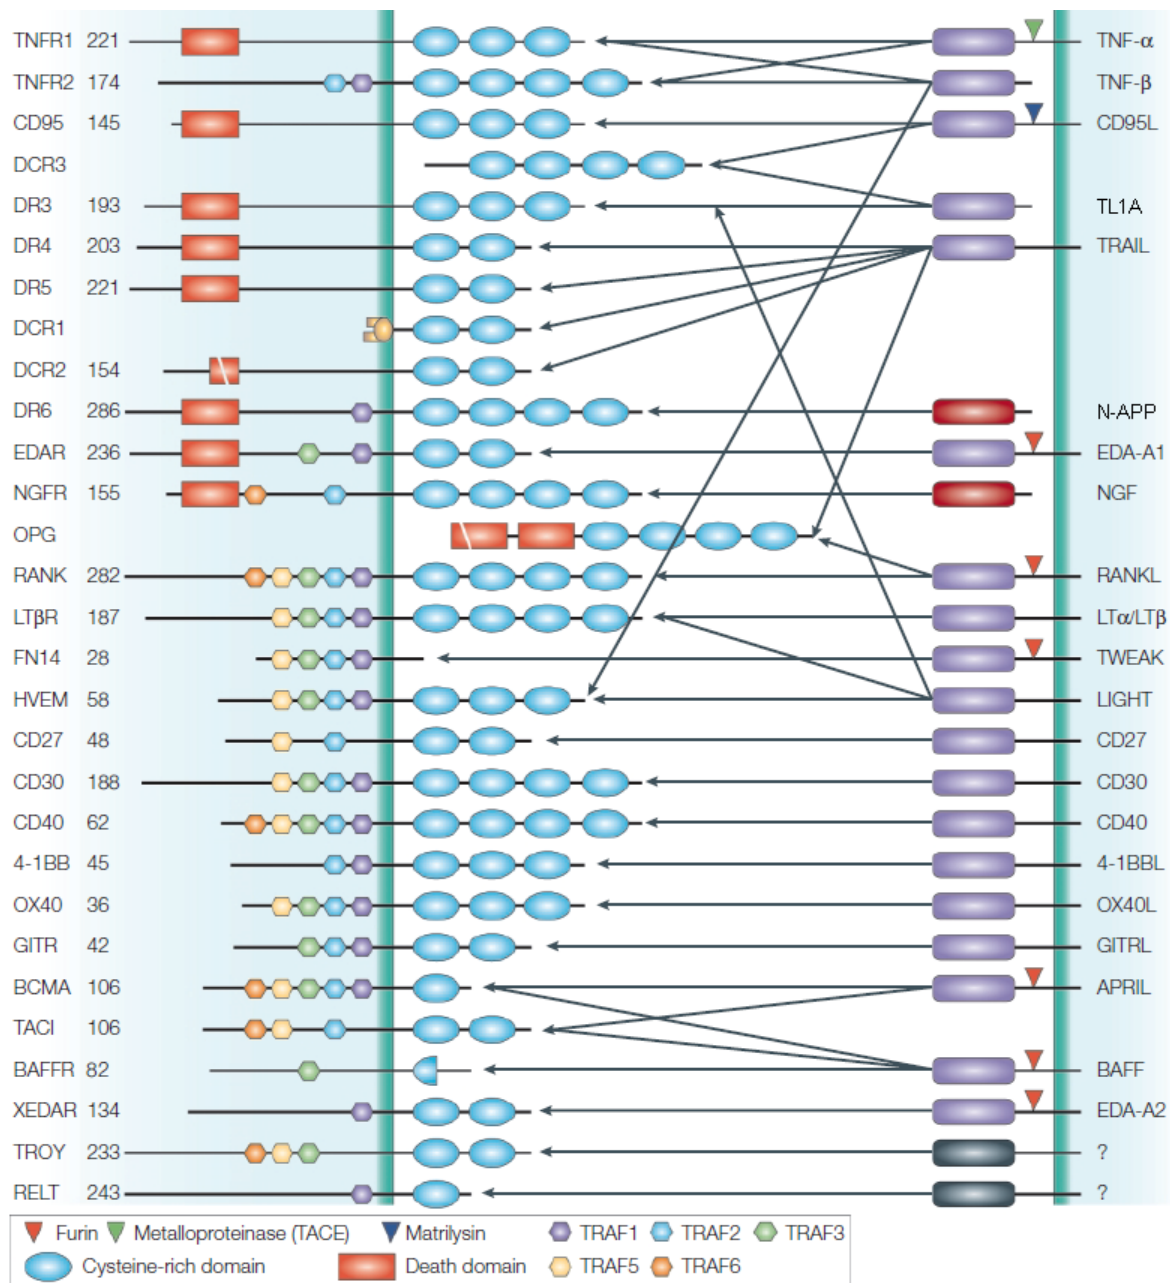 TNFR1 221 TNF-α
TNFR2 174 TNF-β
CD95 145 CD95L
DCR3
DR3 193 TL1A
DR4 203 TRAIL
DR5 221
DCR1
DCR2 154
DR6 286 N-APP
EDAR 236 EDA-A1
NGFR 155 NGF
OPG
RANK 282 RANKL
LTβR 187 LTα/LTβ
FN14 28 TWEAK
HVEM 58 LIGHT
CD27 48 CD27
CD30 188 CD30
CD40 62 CD40
4-1BB 45 4-1BBL
OX40 36 OX40L
GITR 42 GITRL
BCMA 106 APRIL
TACI 106
BAFFR 82 BAFF
XEDAR 134 EDA-A2
TROY 233 ?
RELT 243 ?
Furin Metalloproteinase (TACE) Matrilysin TRAF1 TRAF2 TRAF3
Cysteine-rich domain Death domain TRAF5 TRAF6